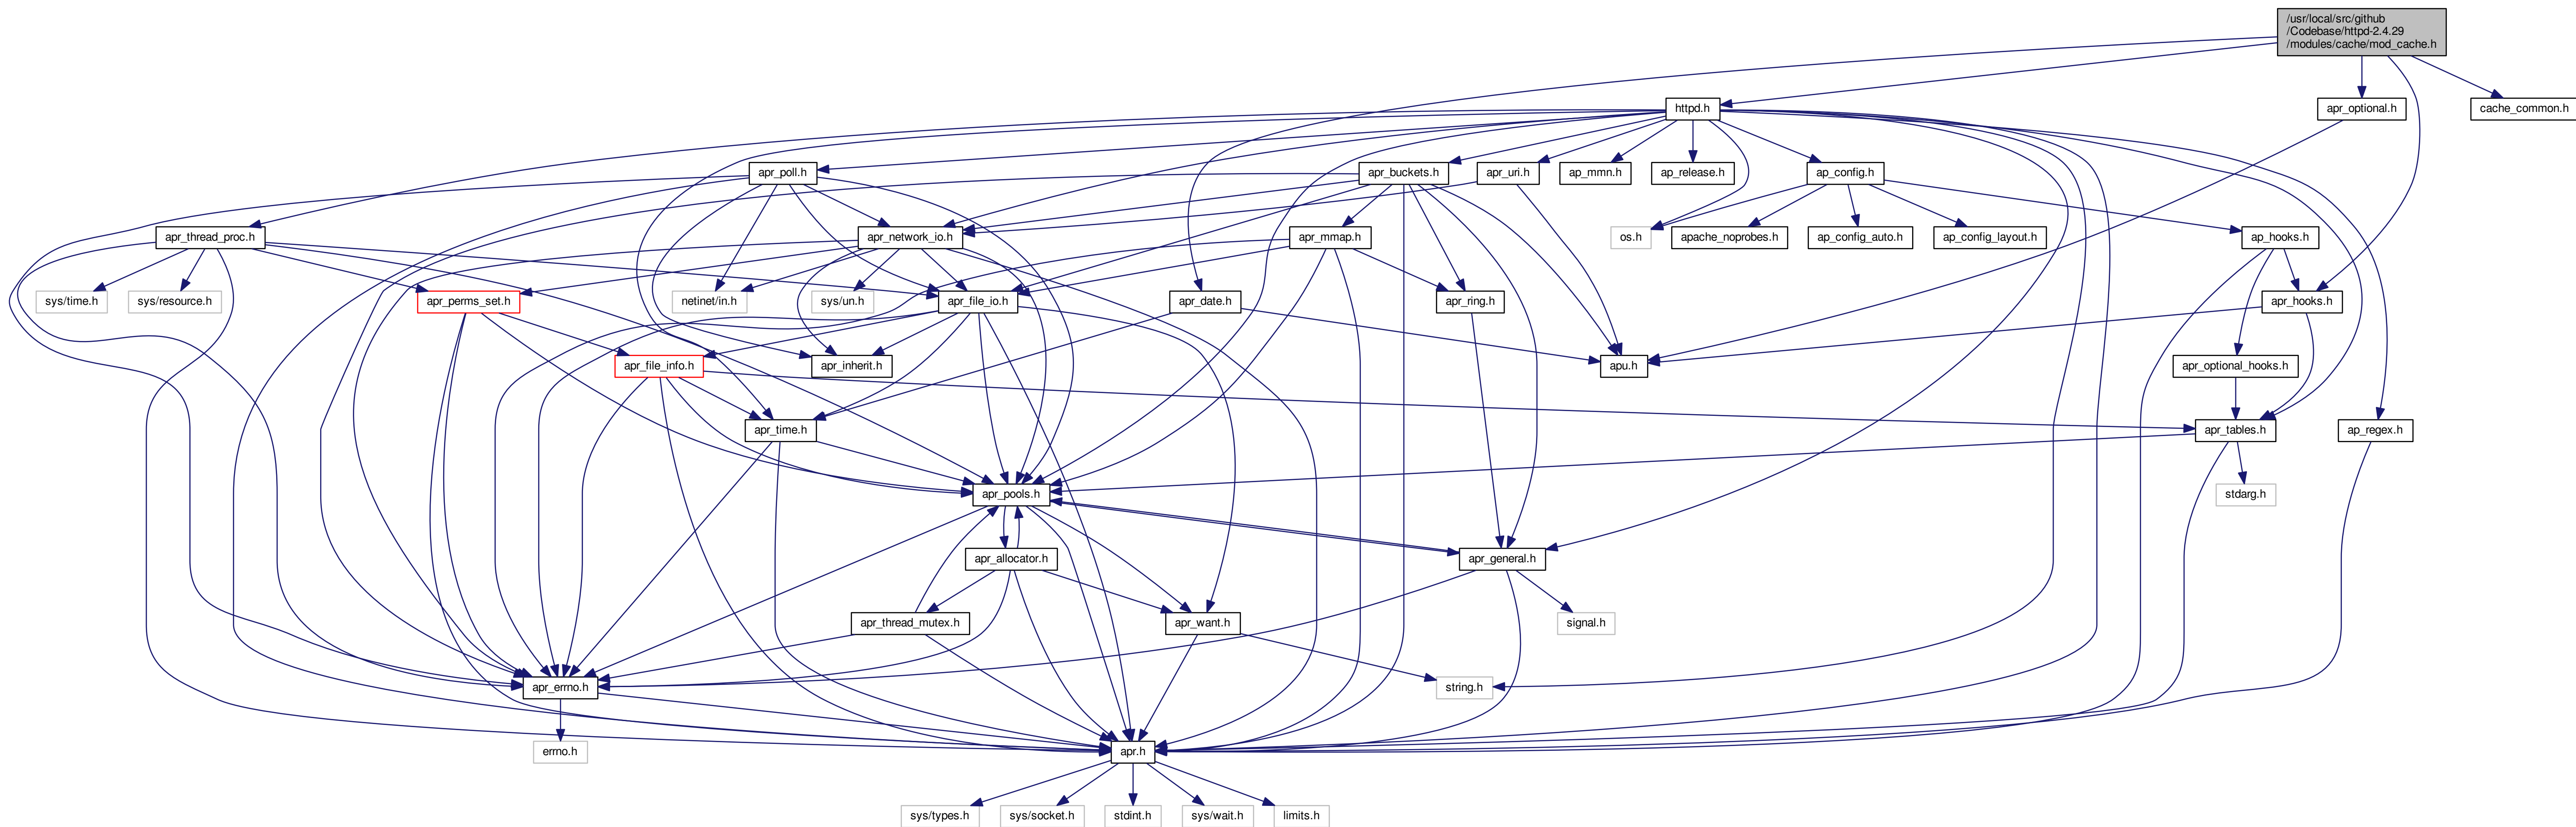 /usr/local/src/github
/Codebase/httpd-2.4.29
/modules/cache/mod_cache.h
httpd.h
apr_optional.h
cache_common.h
apr_poll.h
apr_buckets.h
apr_uri.h
ap_mmn.h
ap_release.h
ap_config.h
apr_thread_proc.h
apr_network_io.h
apr_mmap.h
os.h
apache_noprobes.h
ap_config_auto.h
ap_config_layout.h
ap_hooks.h
sys/time.h
sys/resource.h
apr_perms_set.h
netinet/in.h
sys/un.h
apr_file_io.h
apr_date.h
apr_ring.h
apr_hooks.h
apr_file_info.h
apr_inherit.h
apu.h
apr_optional_hooks.h
apr_time.h
apr_tables.h
ap_regex.h
apr_pools.h
stdarg.h
apr_allocator.h
apr_general.h
apr_thread_mutex.h
apr_want.h
signal.h
apr_errno.h
string.h
errno.h
apr.h
sys/types.h
sys/socket.h
stdint.h
sys/wait.h
limits.h